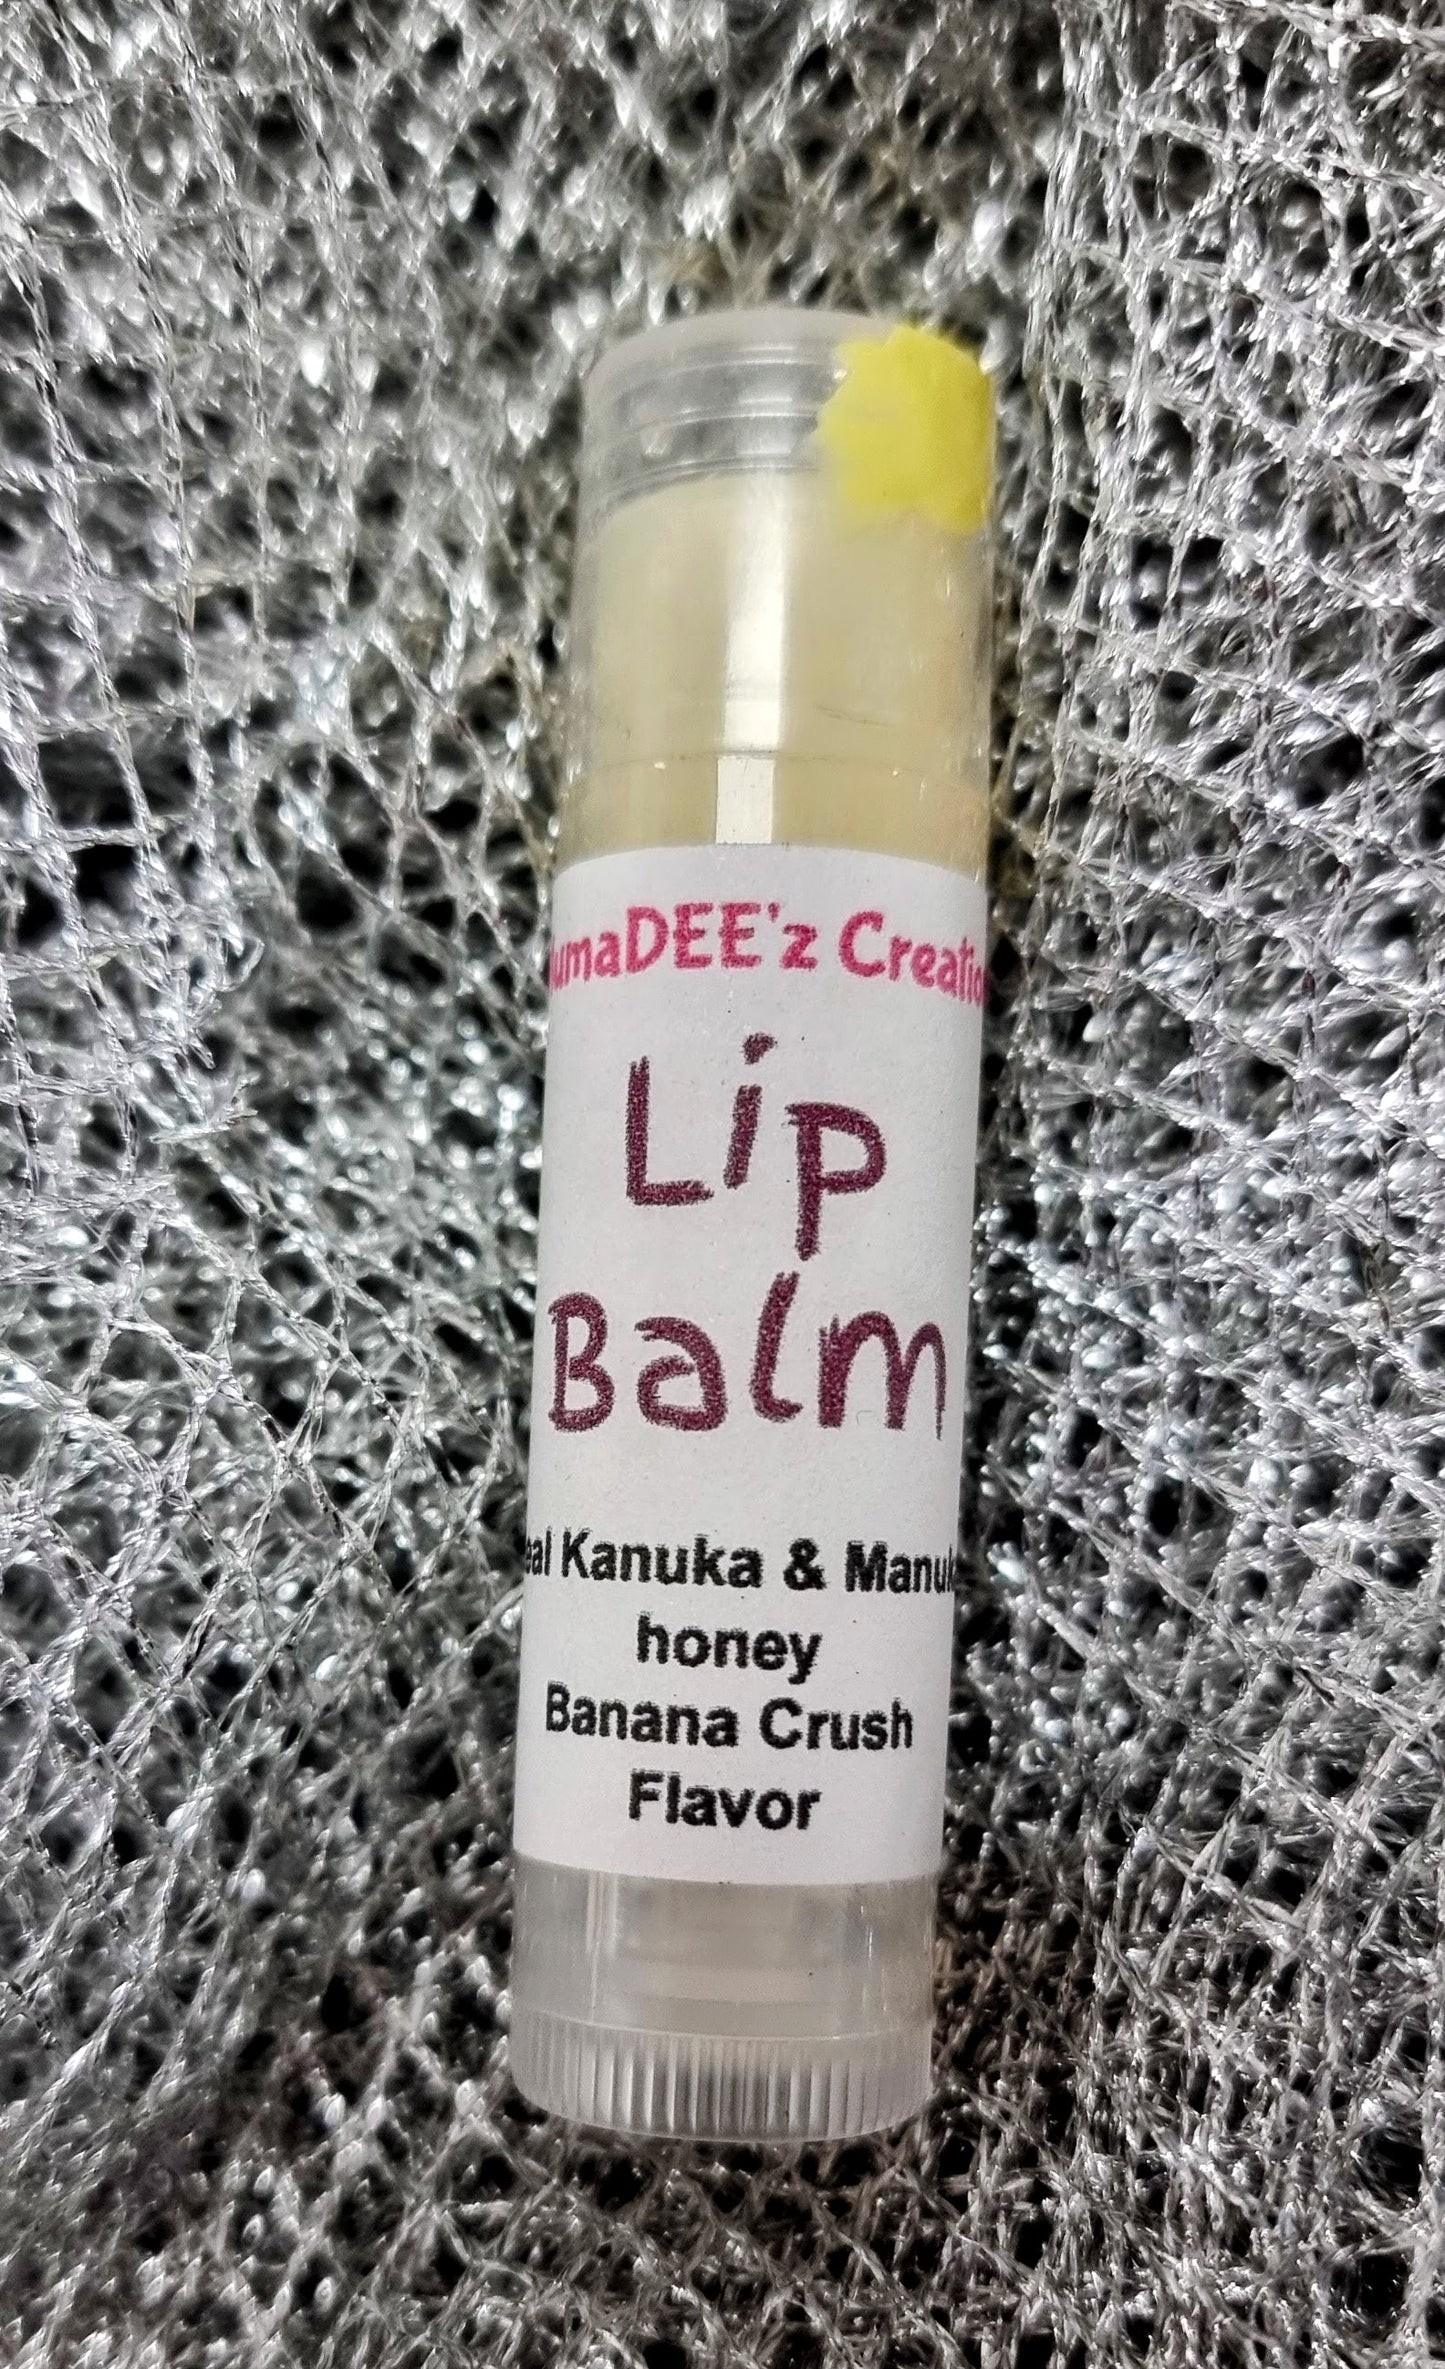 umaDEE'z Creatio
Lip
Balm
eal Kanuka & Manuk
honey
Banana Crush
Flavor